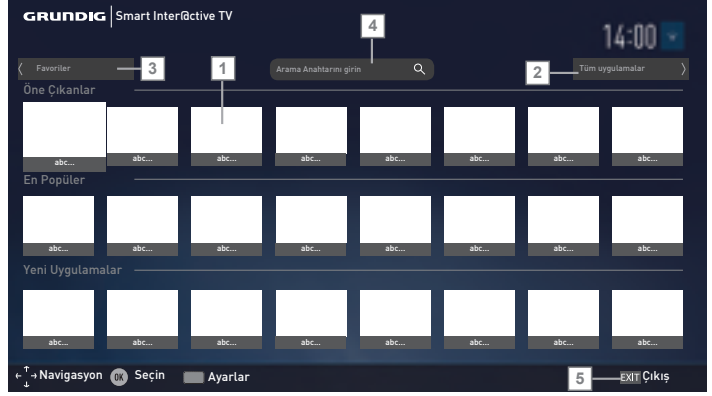 GRUNDIG Smart Inter@ctive TV
4
14:00
Favoriler
3
1
Arama Anahtarını girin
2
Tüm uygulamalar
Öne Çıkanlar
abc... abc... abc... abc... abc... abc... abc... abc...
En Popüler
abc... abc... abc... abc... abc... abc... abc... abc...
Yeni Uygulamalar
abc... abc... abc... abc... abc... abc... abc... abc...
Navigasyon OK Seçin Ayarlar 5 EXIT Çıkış